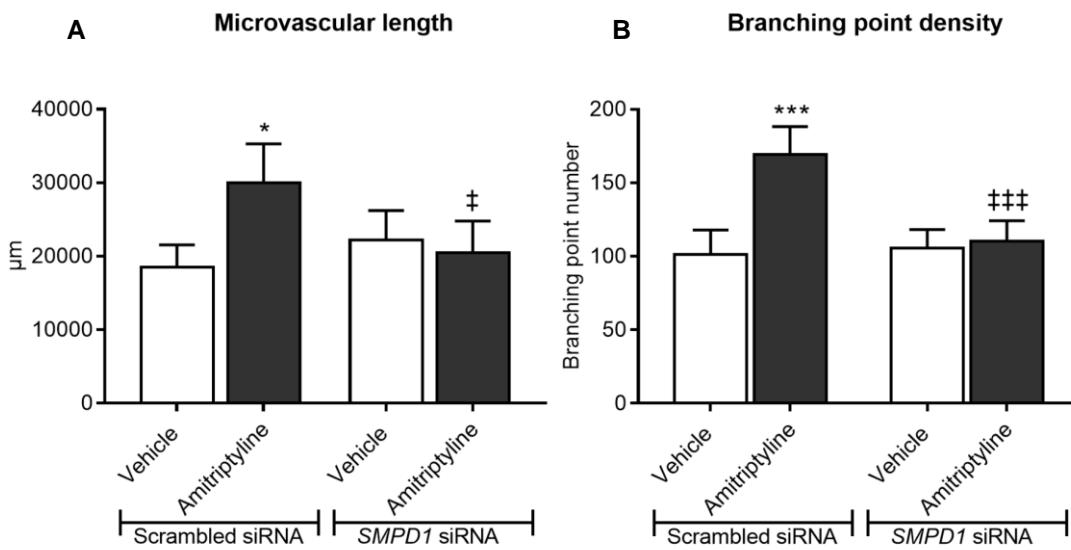 A
Microvascular length
µm
40000
30000
20000
10000
0
*
‡
Vehicle
Amitriptyline
Vehicle
Amitriptyline
Scrambled siRNA
SMPD1 siRNA
B
Branching point density
Branching point number
200
150
100
50
0
***
‡‡‡
Vehicle
Amitriptyline
Vehicle
Amitriptyline
Scrambled siRNA
SMPD1 siRNA